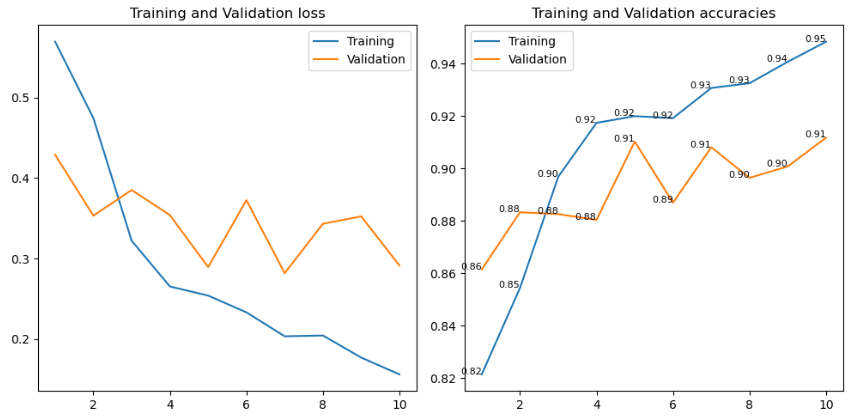 Training and Validation loss
Training
Validation
0.5
0.4
0.3
0.2
2 4 6 8 10
Training and Validation accuracies
Training
Validation
0.94
0.92
0.90
0.88
0.86
0.84
0.82
0.82 0.85 0.90 0.92 0.92 0.92 0.93 0.93 0.94 0.95
0.86 0.88 0.88 0.88 0.91 0.89 0.91 0.90 0.90 0.91
2 4 6 8 10